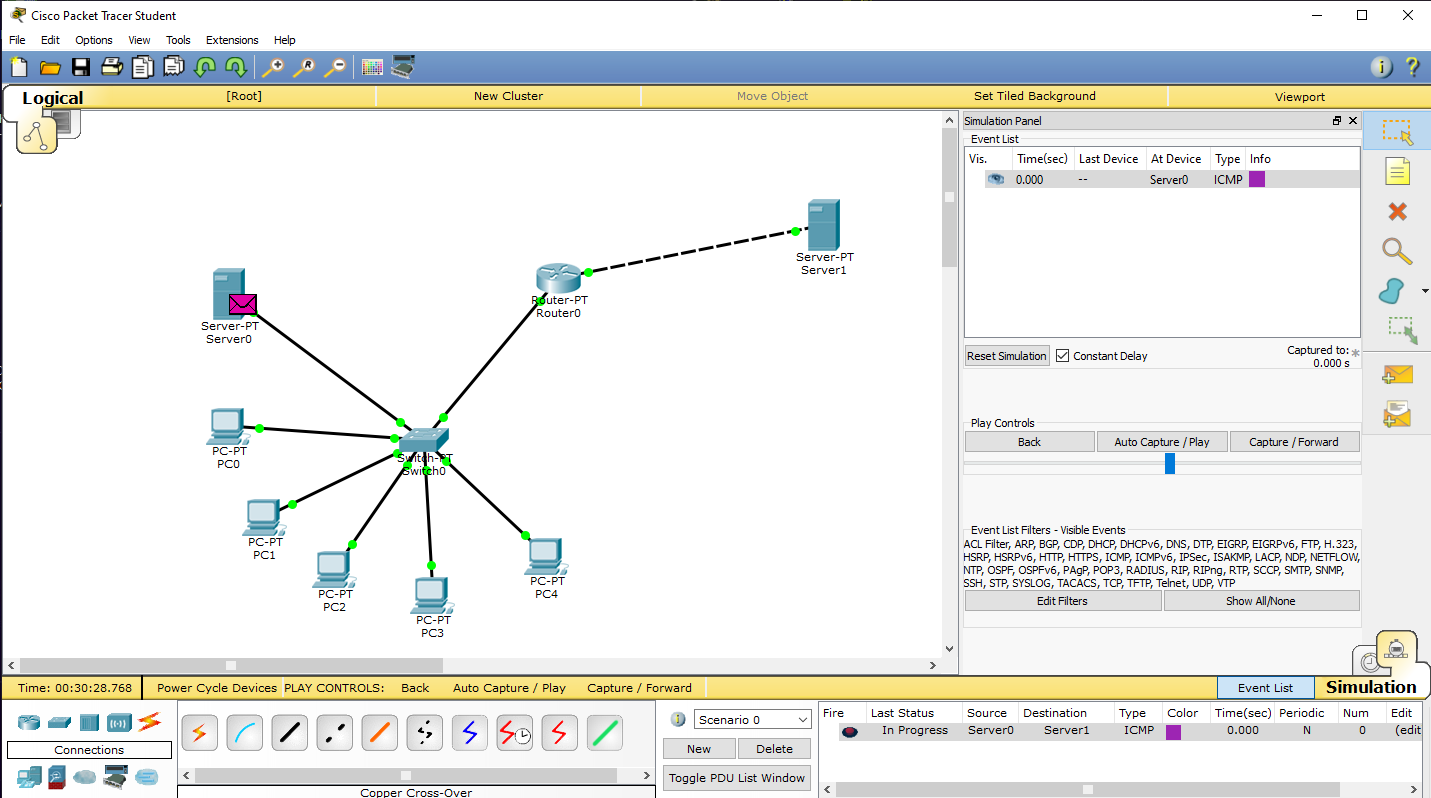 Cisco Packet Tracer Student
File Edit Options View Tools Extensions Help
Logical [Root] New Cluster Move Object Set Tiled Background Viewport
Simulation Panel
Event List
Vis. Time(sec) Last Device At Device Type Info
0.000 -- Server0 ICMP
Server-PT
Server1
Router-PT
Router0
Server-PT
Server0
Reset Simulation Constant Delay Captured to: *
0.000 s
Play Controls
Back Auto Capture / Play Capture / Forward
PC-PT
PC0
Switch-PT
Switch0
PC-PT
PC1
PC-PT
PC2
PC-PT
PC3
PC-PT
PC4
Event List Filters - Visible Events
ACL Filter, ARP, BGP, CDP, DHCP, DHCPv6, DNS, DTP, EIGRP, EIGRPv6, FTP, H.323,
HSRP, HSRPv6, HTTP, HTTPS, ICMP, ICMPv6, IPSec, ISAKMP, LACP, NDP, NETFLOW,
NTP, OSPF, OSPFv6, PAgP, POP3, RADIUS, RIP, RIPng, RTP, SCCP, SMTP, SNMP,
SSH, STP, SYSLOG, TACACS, TCP, TFTP, Telnet, UDP, VTP
Edit Filters Show All/None
Time: 00:30:28.768 Power Cycle Devices PLAY CONTROLS: Back Auto Capture / Play Capture / Forward Event List Simulation
Connections
Copper Cross-Over
Scenario 0
New Delete
Toggle PDU List Window
Fire Last Status Source Destination Type Color Time(sec) Periodic Num Edit
In Progress Server0 Server1 ICMP 0.000 N 0 (edit